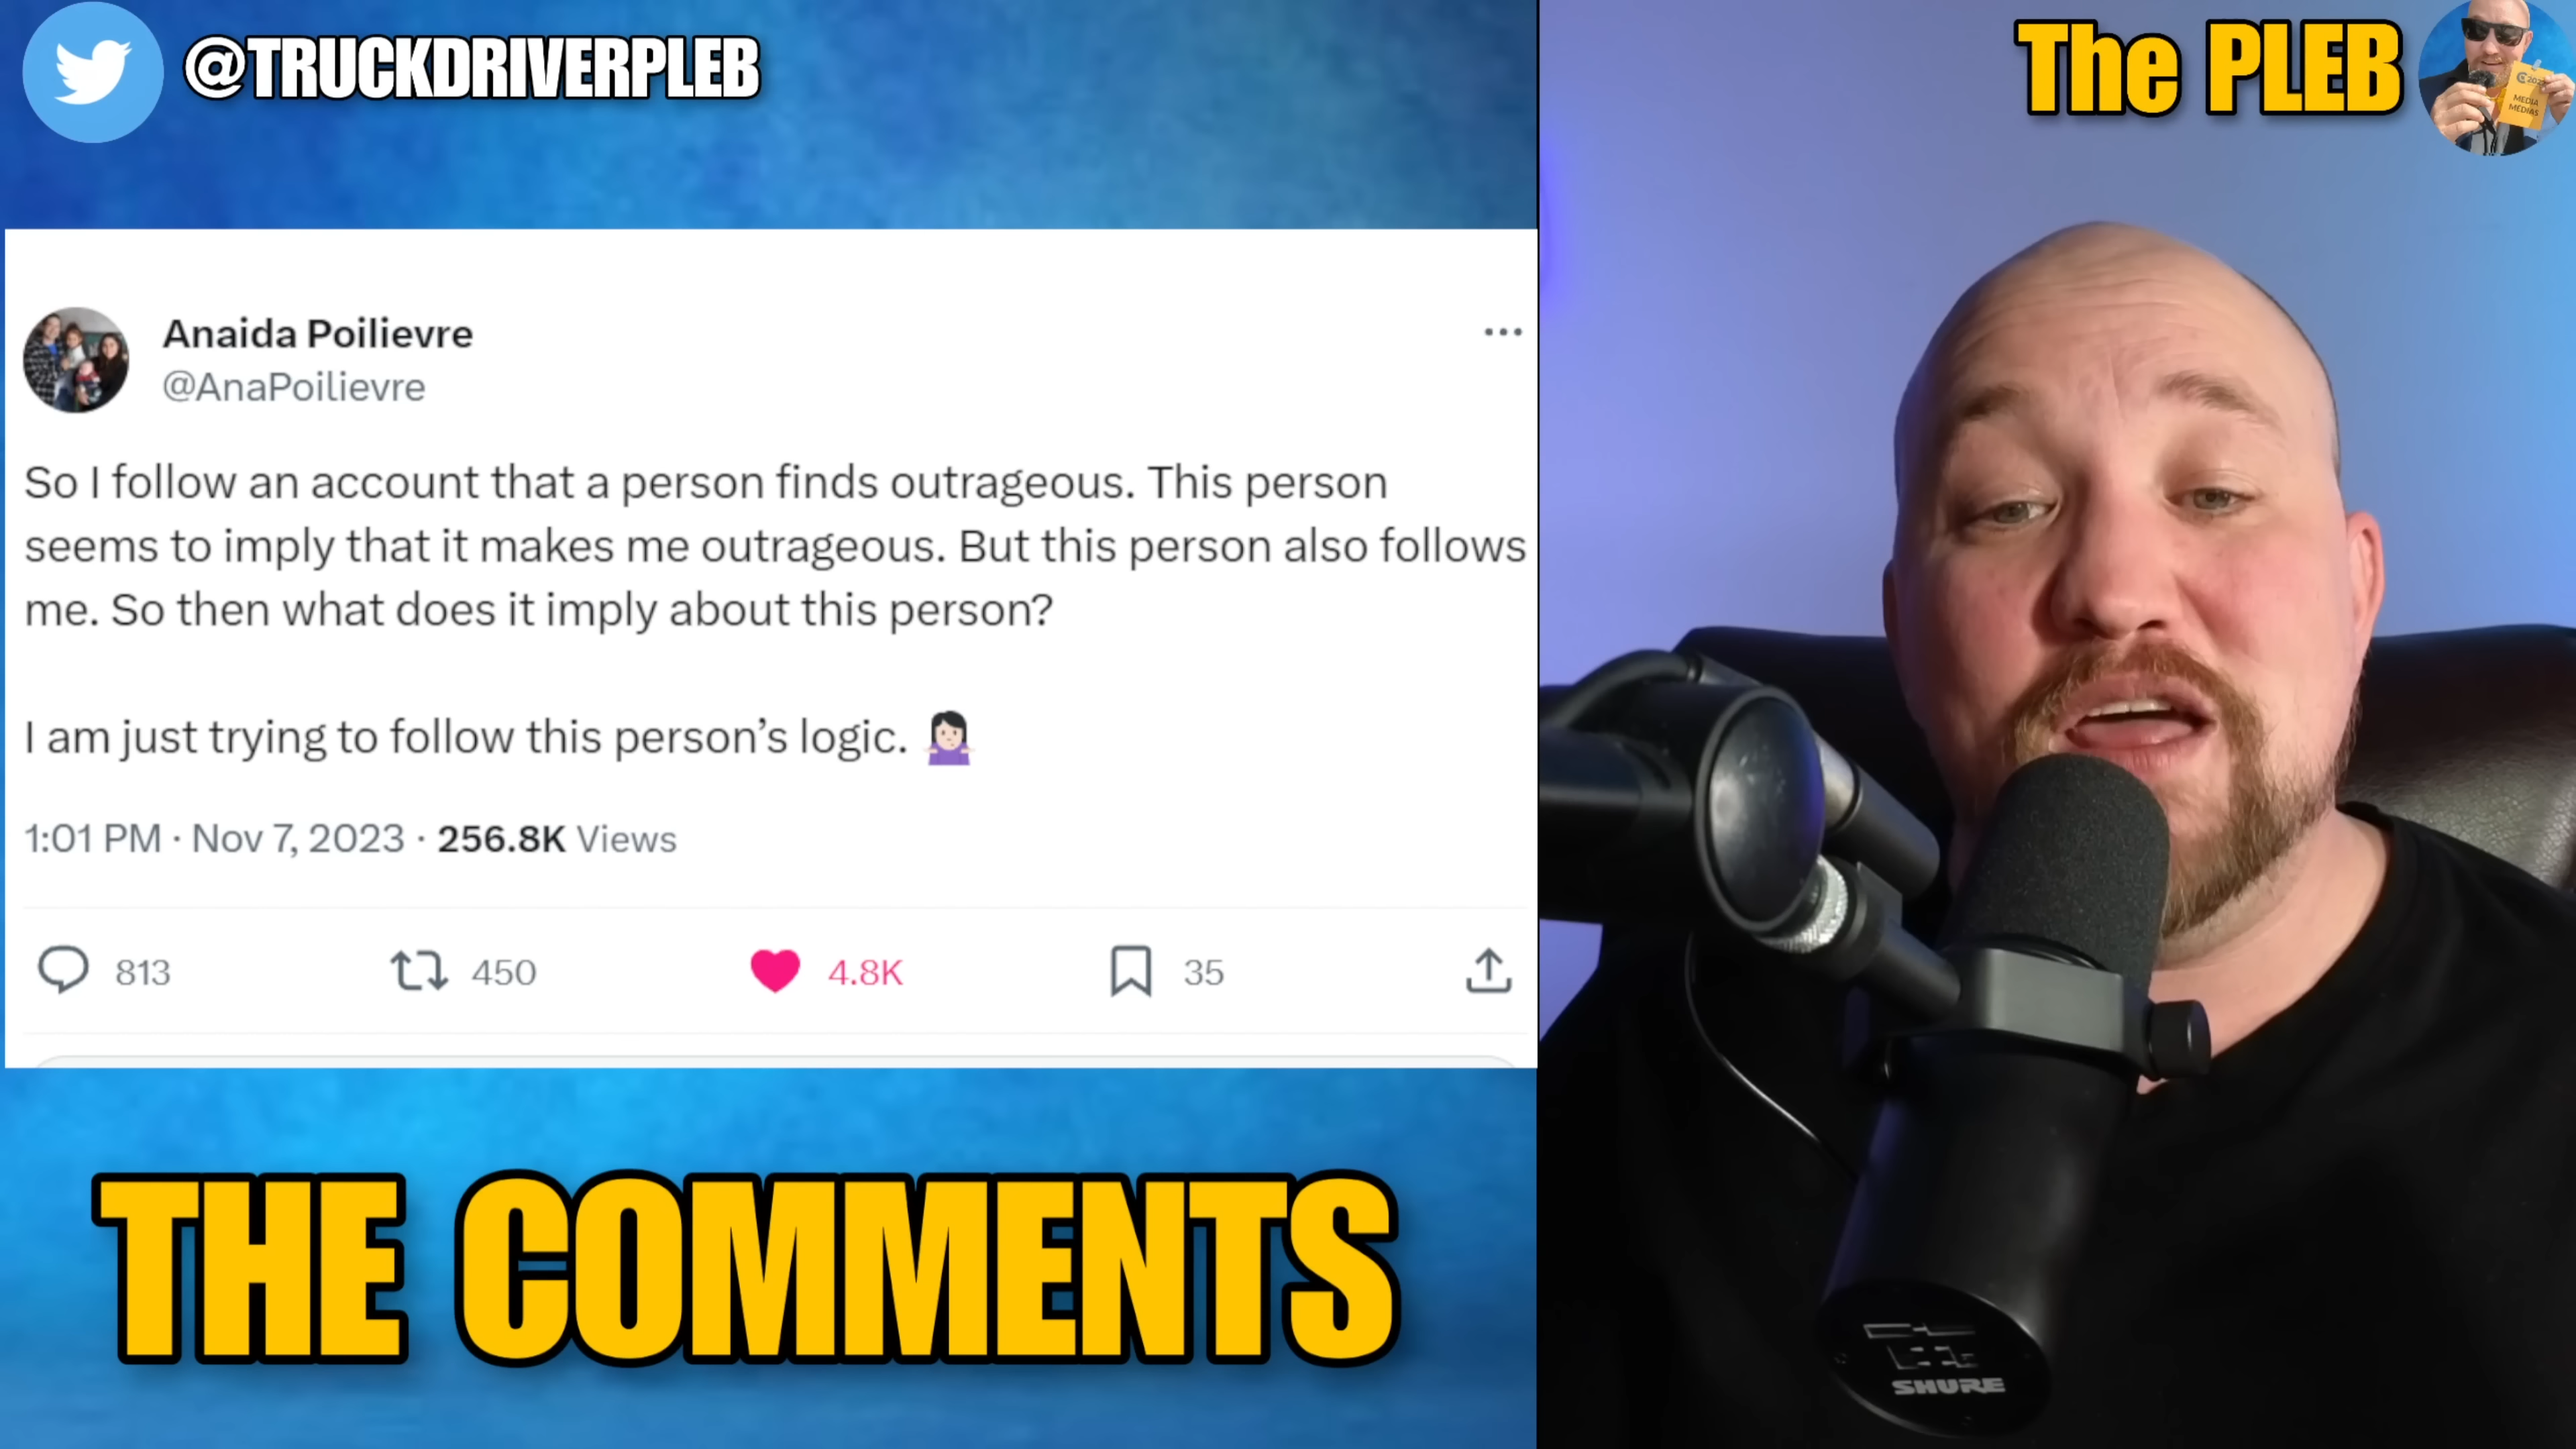 @TRUCKDRIVERPLEB
The PLEB
C 202
MEDIA
MÉDIAS
Anaida Poilievre
@AnaPoilievre
So I follow an account that a person finds outrageous. This person
seems to imply that it makes me outrageous. But this person also follows
me. So then what does it imply about this person?
I am just trying to follow this person’s logic. 🤷🏻‍♀️
1:01 PM · Nov 7, 2023 · 256.8K Views
813
450
4.8K
35
THE COMMENTS
SHURE